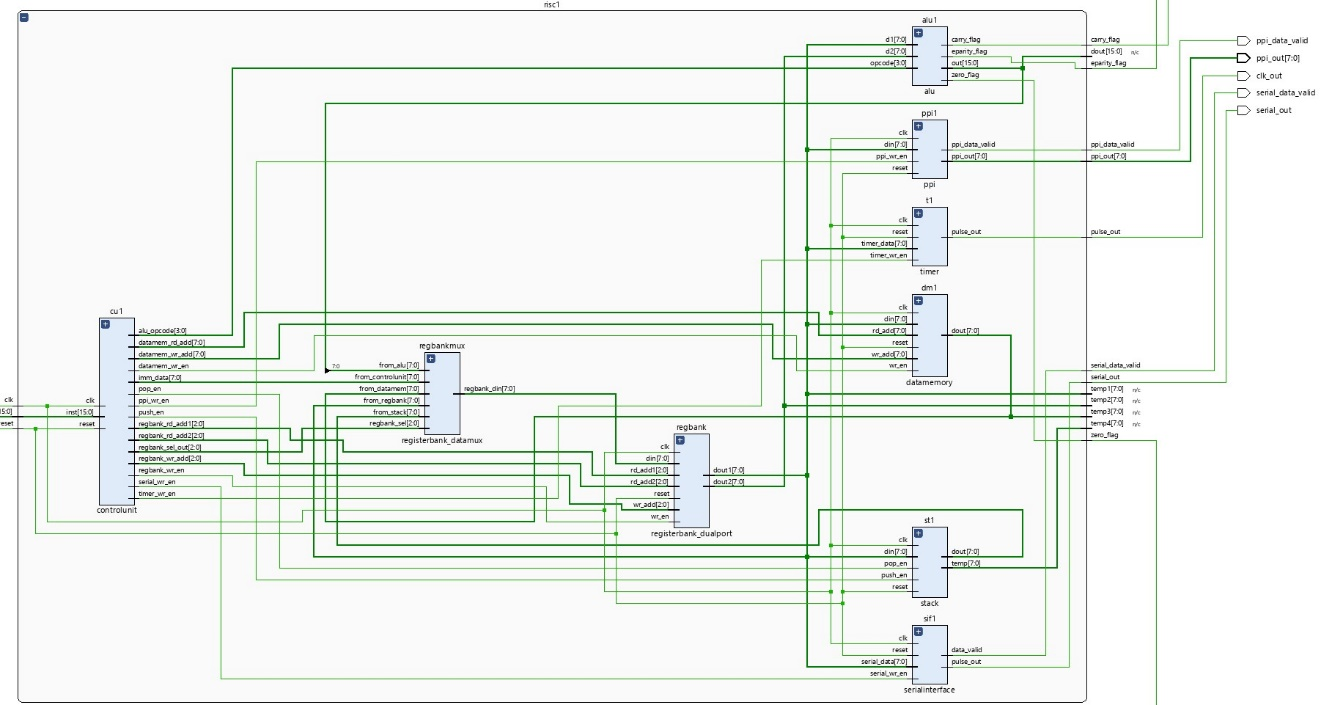 risc1
alu1
d1[7:0]
d2[7:0]
opcode[3:0]
carry_flag
eparity_flag
out[15:0]
zero_flag
alu
carry_flag
dout[15:0] n/c
eparity_flag
ppi_data_valid
ppi_out[7:0]
clk_out
serial_data_valid
serial_out
ppi1
clk
din[7:0]
ppi_wr_en
reset
ppi_data_valid
ppi_out[7:0]
ppi
ppi_data_valid
ppi_out[7:0]
t1
clk
reset
timer_data[7:0]
timer_wr_en
pulse_out
timer
pulse_out
dm1
clk
din[7:0]
rd_add[7:0]
reset
wr_add[7:0]
wr_en
dout[7:0]
datamemory
cu1
clk
inst[15:0]
reset
alu_opcode[3:0]
datamem_rd_add[7:0]
datamem_wr_add[7:0]
datamem_wr_en
imm_data[7:0]
pop_en
ppi_wr_en
push_en
regbank_rd_add1[2:0]
regbank_rd_add2[2:0]
regbank_sel_out[2:0]
regbank_wr_add[2:0]
regbank_wr_en
serial_wr_en
timer_wr_en
controlunit
clk
5:0]
eset
regbankmux
7:0
from_alu[7:0]
from_controlunit[7:0]
from_datamem[7:0]
from_regbank[7:0]
from_stack[7:0]
regbank_sel[2:0]
regbank_din[7:0]
registerbank_datamux
regbank
clk
din[7:0]
rd_add1[2:0]
rd_add2[2:0]
reset
wr_add[2:0]
wr_en
dout1[7:0]
dout2[7:0]
registerbank_dualport
serial_data_valid
serial_out
temp1[7:0] n/c
temp2[7:0] n/c
temp3[7:0] n/c
temp4[7:0] n/c
zero_flag
st1
clk
din[7:0]
pop_en
push_en
reset
dout[7:0]
temp[7:0]
stack
sif1
clk
reset
serial_data[7:0]
serial_wr_en
data_valid
pulse_out
serialinterface